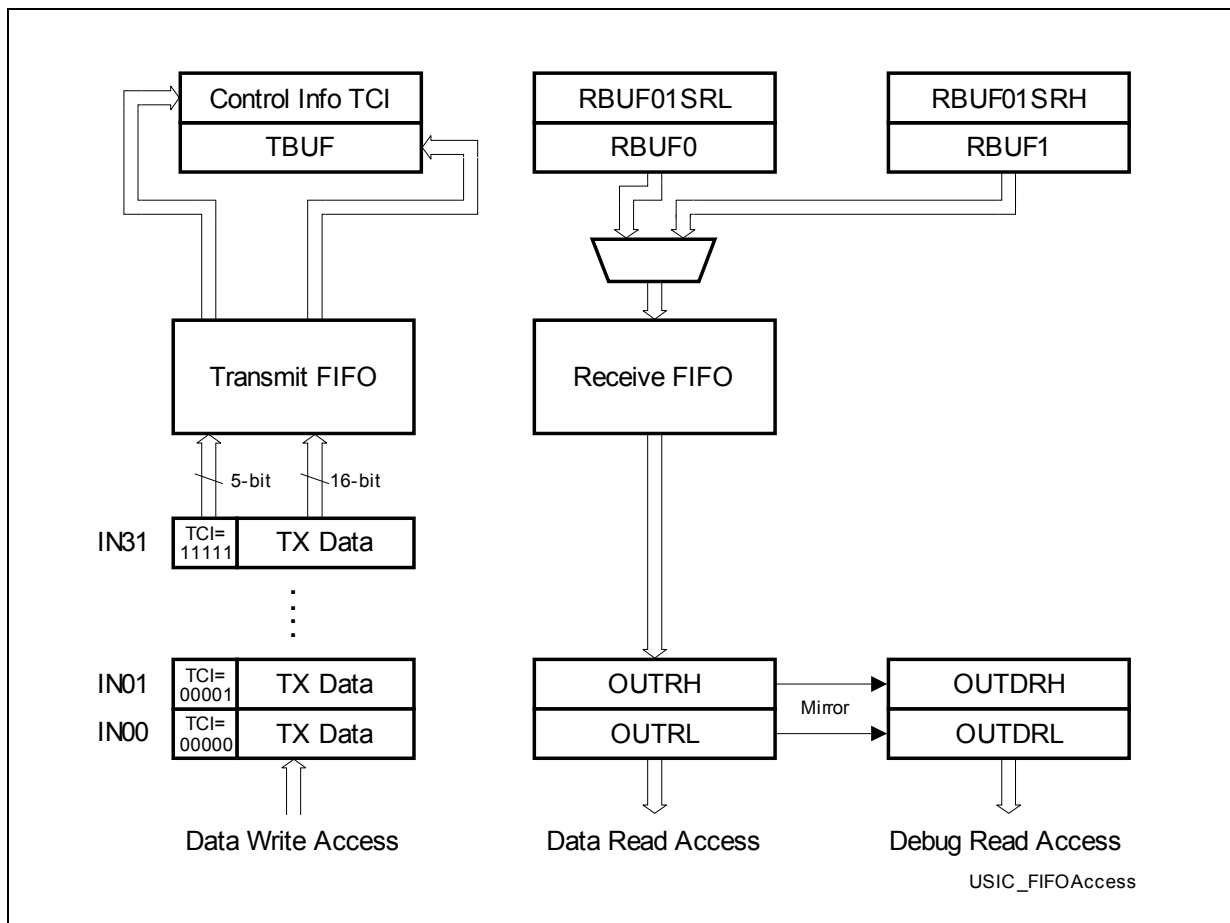 Control Info TCI
TBUF
RBUF01SRL
RBUF0
RBUF01SRH
RBUF1
Transmit FIFO
Receive FIFO
5-bit
16-bit
IN31
TCI=
11111
TX Data
IN01
TCI=
00001
TX Data
IN00
TCI=
00000
TX Data
OUTRH
OUTRL
Mirror
OUTDRH
OUTDRL
Data Write Access
Data Read Access
Debug Read Access
USIC_FIFOAccess